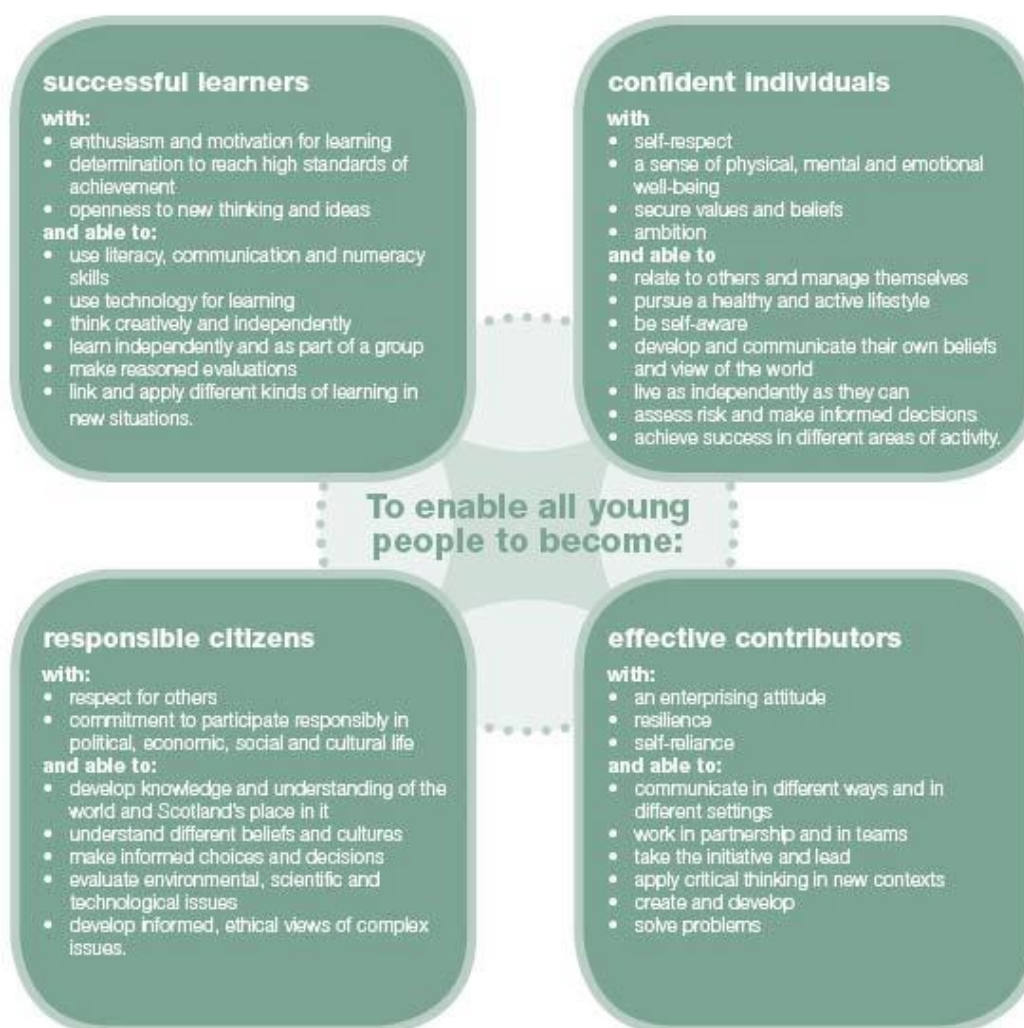 successful learners
with:
• enthusiasm and motivation for learning
• determination to reach high standards of
achievement
• openness to new thinking and ideas
and able to:
• use literacy, communication and numeracy
skills
• use technology for learning
• think creatively and independently
• learn independently and as part of a group
• make reasoned evaluations
• link and apply different kinds of learning in
new situations.
confident individuals
with
• self-respect
• a sense of physical, mental and emotional
well-being
• secure values and beliefs
• ambition
and able to
• relate to others and manage themselves
• pursue a healthy and active lifestyle
• be self-aware
• develop and communicate their own beliefs
and view of the world
• live as independently as they can
• assess risk and make informed decisions
• achieve success in different areas of activity.
To enable all young
people to become:
responsible citizens
with:
• respect for others
• commitment to participate responsibly in
political, economic, social and cultural life
and able to:
• develop knowledge and understanding of the
world and Scotland's place in it
• understand different beliefs and cultures
• make informed choices and decisions
• evaluate environmental, scientific and
technological issues
• develop informed, ethical views of complex
issues.
effective contributors
with:
• an enterprising attitude
• resilience
• self-reliance
and able to:
• communicate in different ways and in
different settings
• work in partnership and in teams
• take the initiative and lead
• apply critical thinking in new contexts
• create and develop
• solve problems